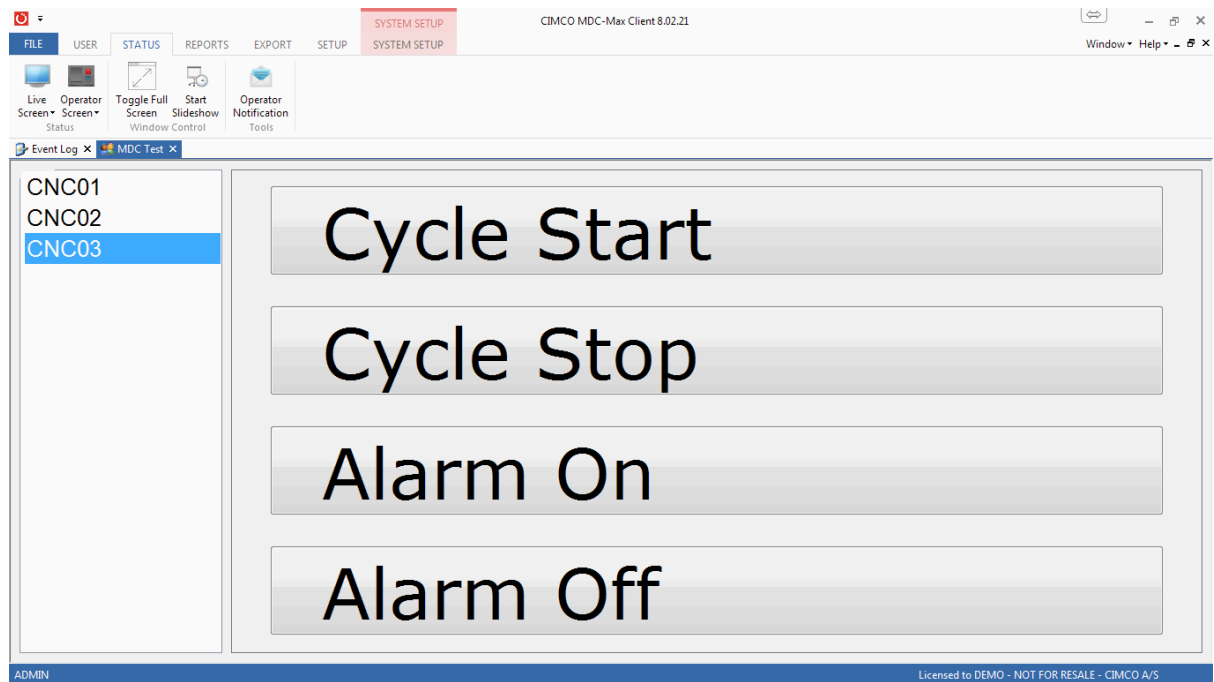 SYSTEM SETUP
CIMCO MDC-Max Client 8.02.21
FILE USER STATUS REPORTS EXPORT SETUP SYSTEM SETUP Window Help
Live Screen
Operator Screen
Toggle Full Screen
Start Slideshow
Operator Notification
Status Window Control Tools
Event Log MDC Test
CNC01
CNC02
CNC03
Cycle Start
Cycle Stop
Alarm On
Alarm Off
ADMIN Licensed to DEMO - NOT FOR RESALE - CIMCO A/S